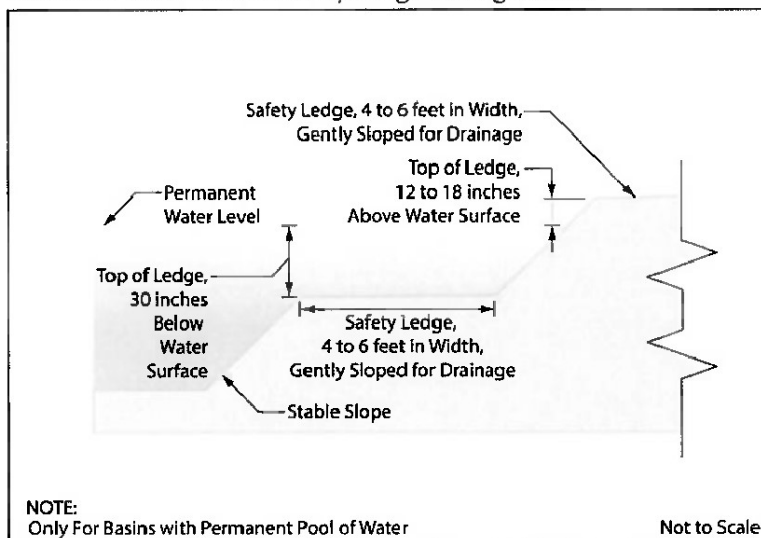 Safety Ledge, 4 to 6 feet in Width,
Gently Sloped for Drainage
Top of Ledge,
12 to 18 inches
Above Water Surface
Permanent
Water Level
Top of Ledge,
30 inches
Below
Water
Surface
Safety Ledge,
4 to 6 feet in Width,
Gently Sloped for Drainage
Stable Slope
NOTE:
Only For Basins with Permanent Pool of Water
Not to Scale